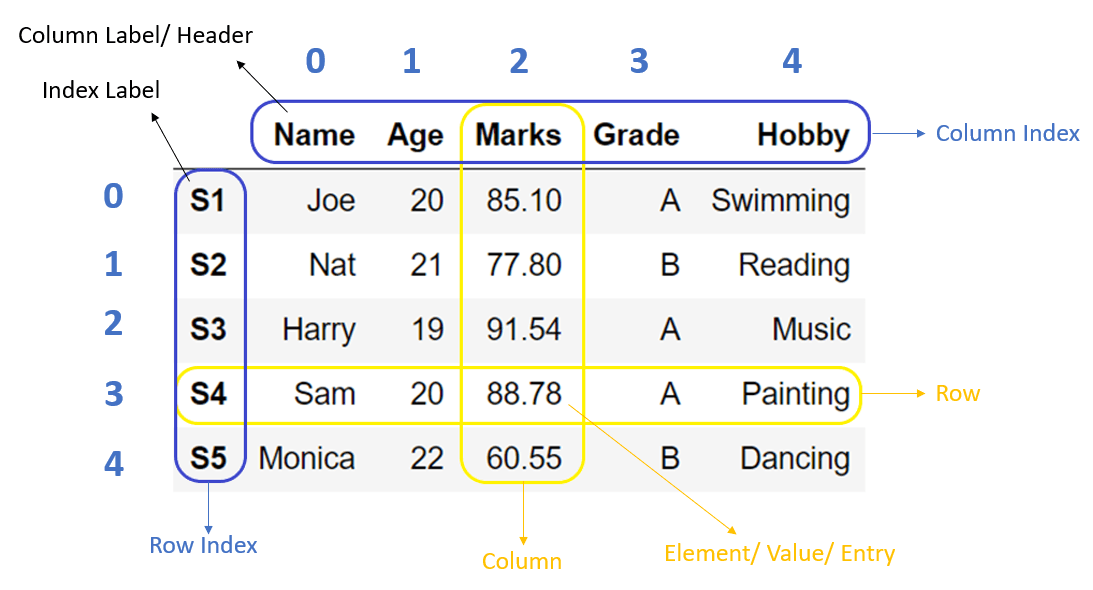 Column Label/ Header
0 1 2 3 4
Index Label
Name Age Marks Grade Hobby
Column Index
0 S1 Joe 20 85.10 A Swimming
1 S2 Nat 21 77.80 B Reading
2 S3 Harry 19 91.54 A Music
3 S4 Sam 20 88.78 A Painting Row
4 S5 Monica 22 60.55 B Dancing
Row Index
Column
Element/ Value/ Entry